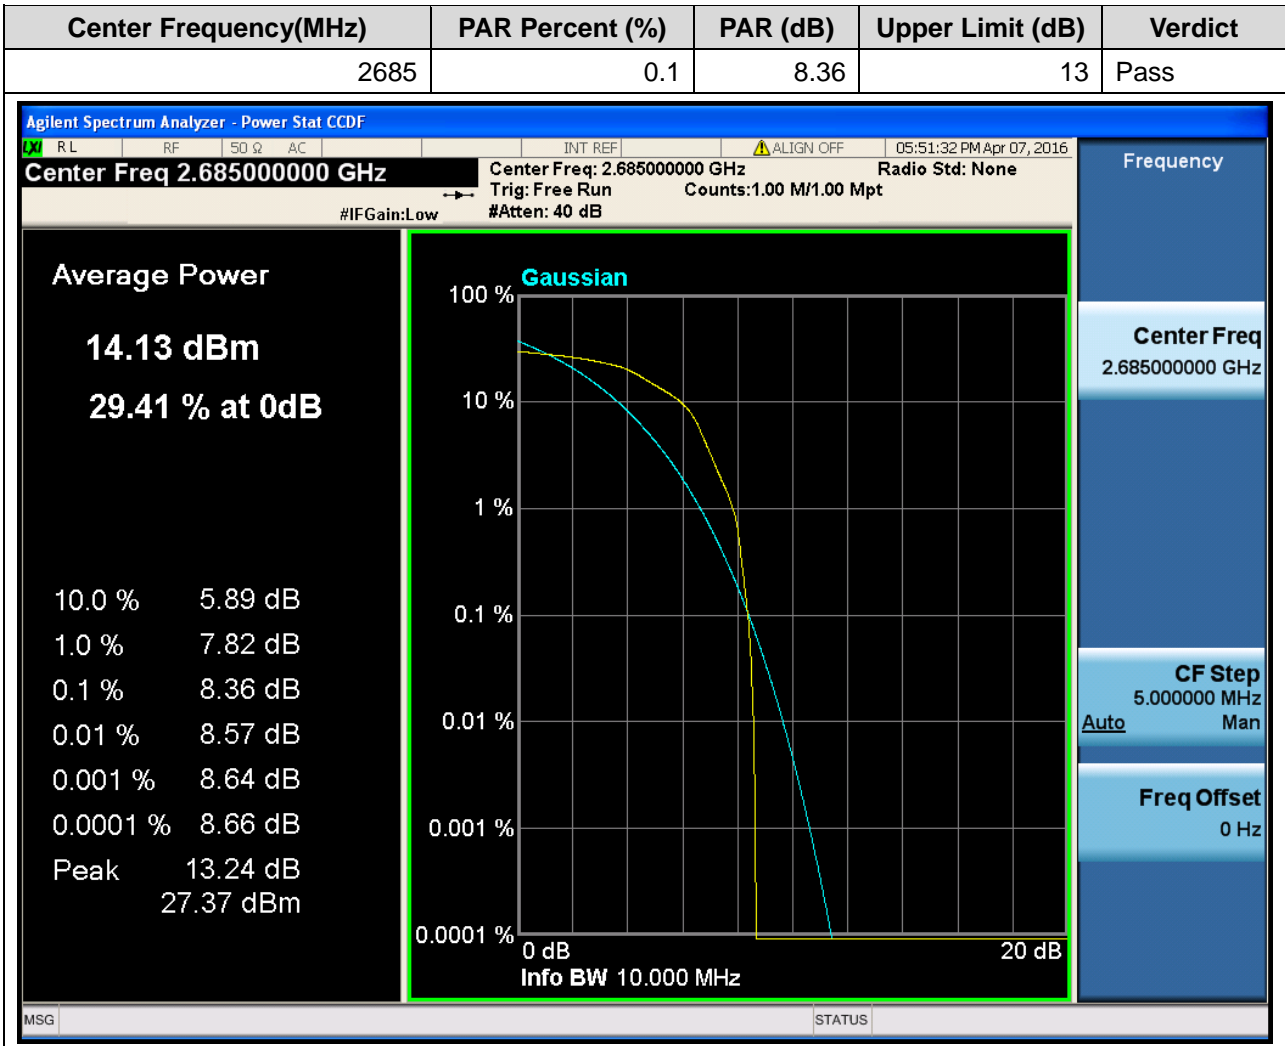 Center Frequency(MHz) PAR Percent (%) PAR (dB) Upper Limit (dB) Verdict
2685 0.1 8.36 13 Pass
Agilent Spectrum Analyzer - Power Stat CCDF
LXI RL RF 50 Ω AC INT REF ALIGN OFF 05:51:32 PM Apr 07, 2016
Center Freq 2.685000000 GHz
Center Freq: 2.685000000 GHz Radio Std: None
Trig: Free Run Counts:1.00 M/1.00 Mpt
#IFGain:Low #Atten: 40 dB
Frequency
Average Power
14.13 dBm
29.41 % at 0dB
10.0 % 5.89 dB
1.0 % 7.82 dB
0.1 % 8.36 dB
0.01 % 8.57 dB
0.001 % 8.64 dB
0.0001 % 8.66 dB
Peak 13.24 dB
27.37 dBm
Gaussian
100 %
10 %
1 %
0.1 %
0.01 %
0.001 %
0.0001 %
0 dB 20 dB
Info BW 10.000 MHz
Center Freq
2.685000000 GHz
CF Step
5.000000 MHz
Auto Man
Freq Offset
0 Hz
MSG STATUS